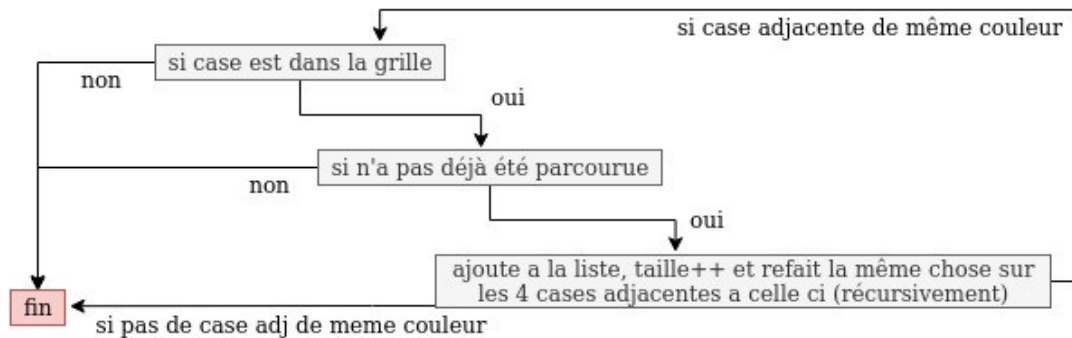 si case adjacente de même couleur
si case est dans la grille
non
oui
si n'a pas déjà été parcourue
non
oui
ajoute a la liste, taille++ et refait la même chose sur
les 4 cases adjacentes a celle ci (récursivement)
fin
si pas de case adj de meme couleur